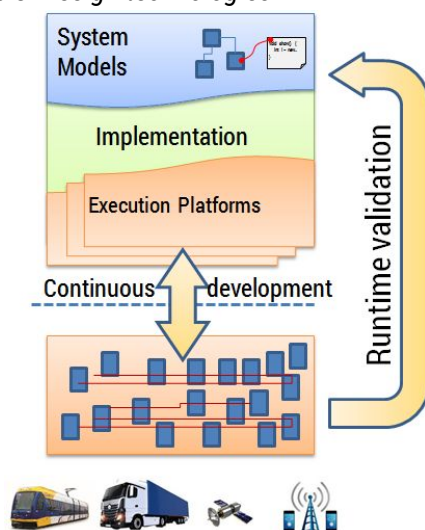 System
Models
Implementation
Execution Platforms
Continuous development
Runtime validation